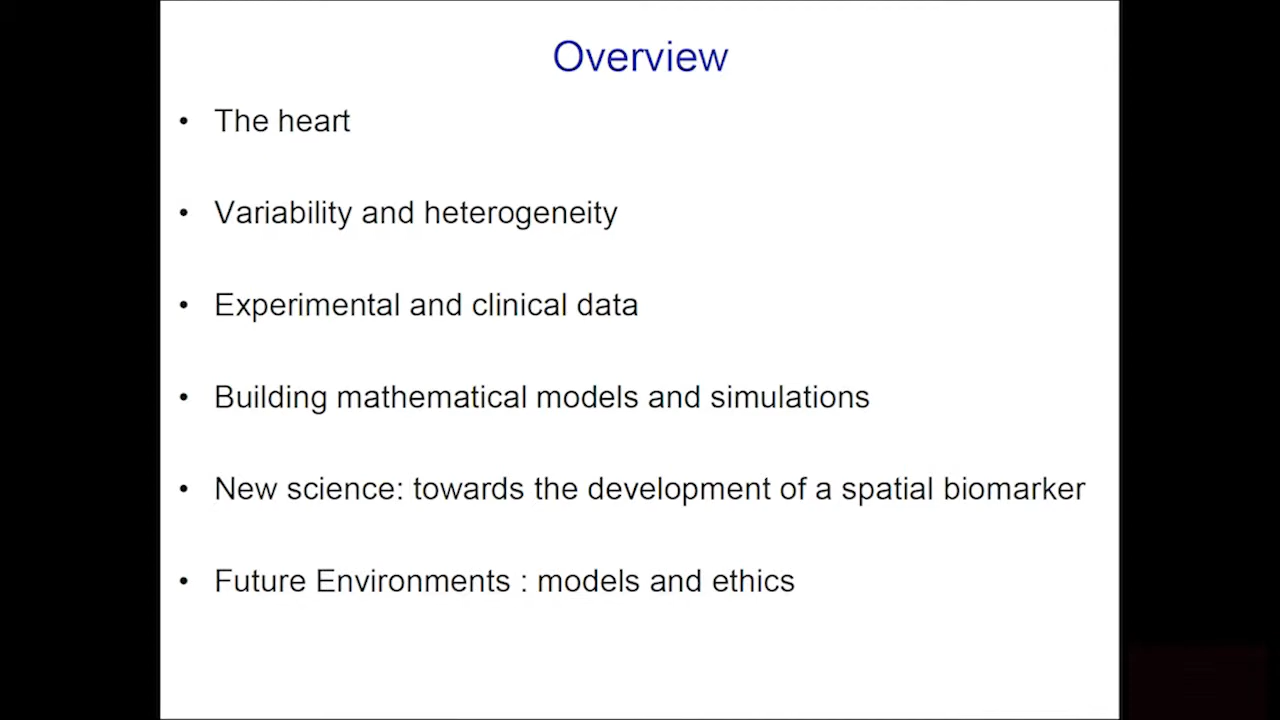 Overview
• The heart
• Variability and heterogeneity
• Experimental and clinical data
• Building mathematical models and simulations
• New science: towards the development of a spatial biomarker
• Future Environments : models and ethics